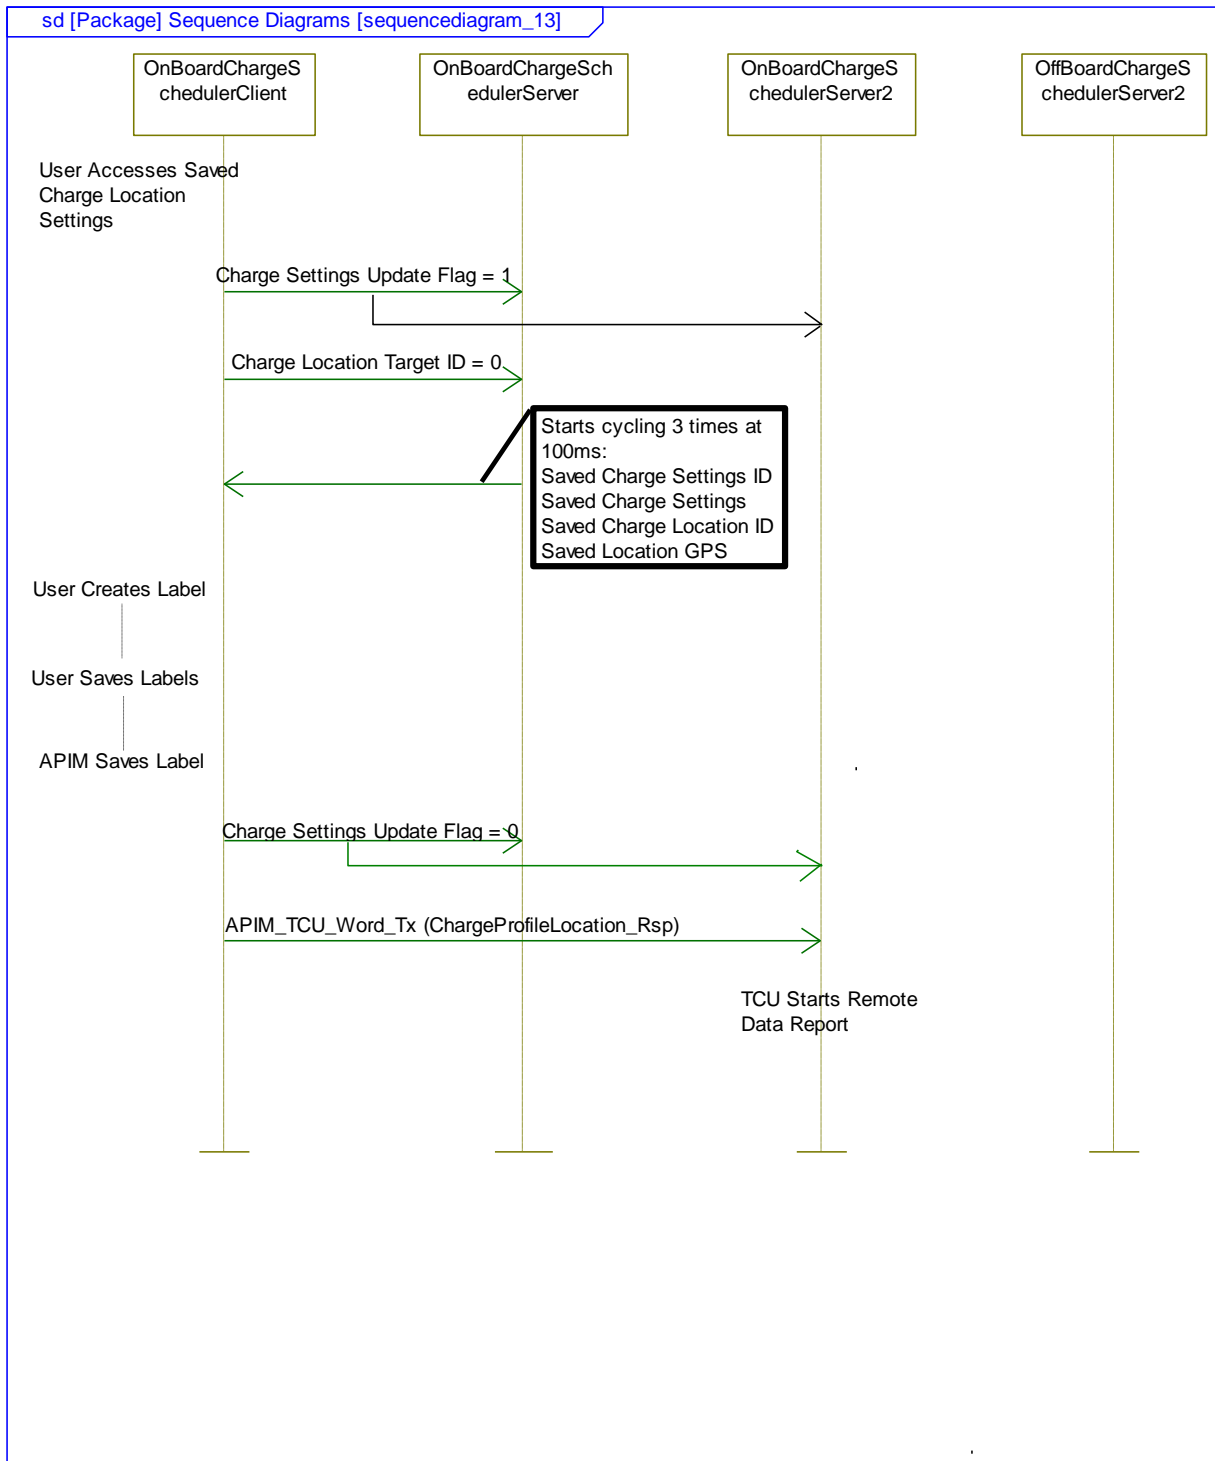 sd [Package] Sequence Diagrams [sequencediagram_13]
OnBoardChargeS
chedulerClient
OnBoardChargeSch
edulerServer
OnBoardChargeS
chedulerServer2
OffBoardChargeS
chedulerServer2
User Accesses Saved
Charge Location
Settings
Charge Settings Update Flag = 1
Charge Location Target ID = 0
Starts cycling 3 times at
100ms:
Saved Charge Settings ID
Saved Charge Settings
Saved Charge Location ID
Saved Location GPS
User Creates Label
User Saves Labels
APIM Saves Label
Charge Settings Update Flag = 0
APIM_TCU_Word_Tx (ChargeProfileLocation_Rsp)
TCU Starts Remote
Data Report